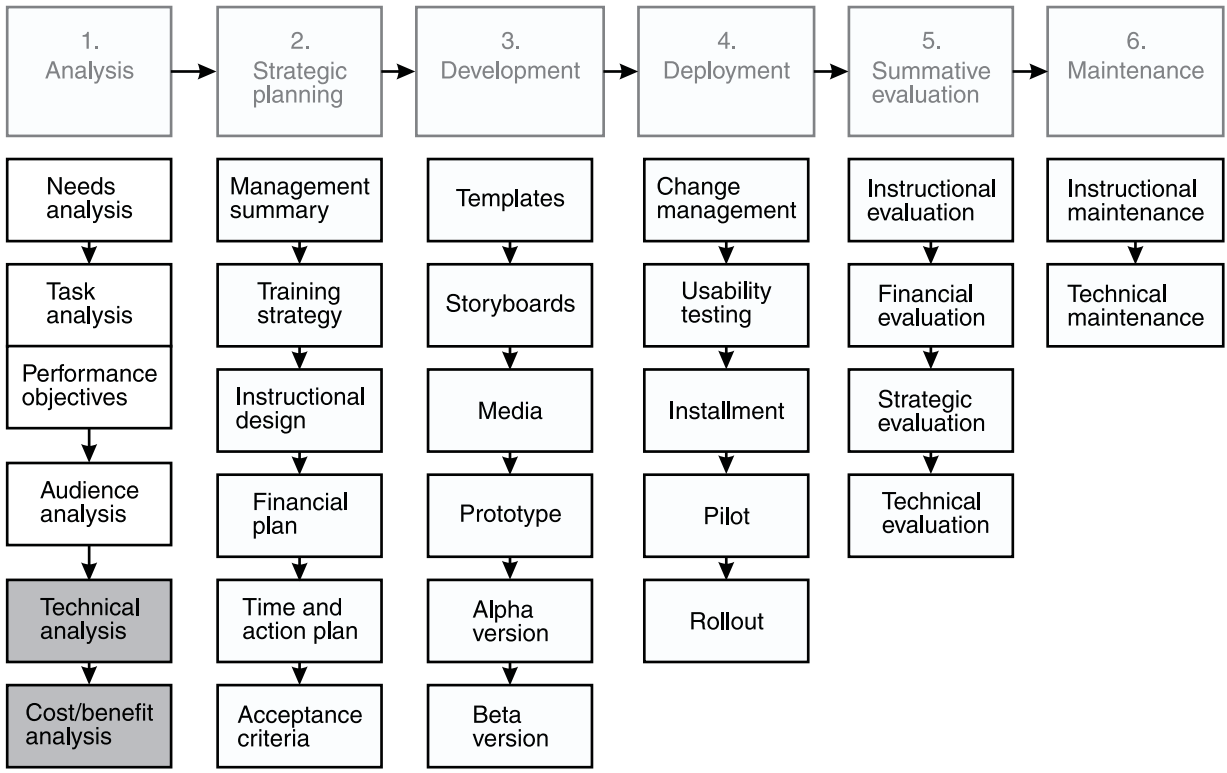 1.
Analysis
2.
Strategic
planning
3.
Development
4.
Deployment
5.
Summative
evaluation
6.
Maintenance
Needs
analysis
Task
analysis
Performance
objectives
Audience
analysis
Technical
analysis
Cost/benefit
analysis
Management
summary
Training
strategy
Instructional
design
Financial
plan
Time and
action plan
Acceptance
criteria
Templates
Storyboards
Media
Prototype
Alpha
version
Beta
version
Change
management
Usability
testing
Installment
Pilot
Rollout
Instructional
evaluation
Financial
evaluation
Strategic
evaluation
Technical
evaluation
Instructional
maintenance
Technical
maintenance